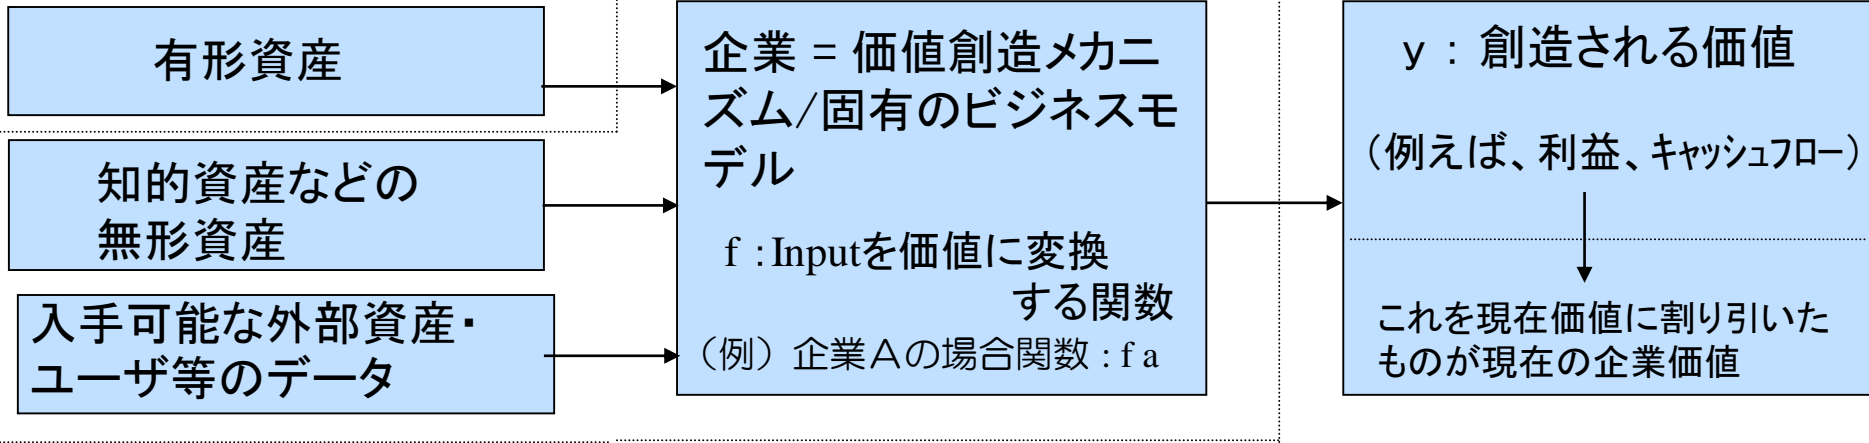 有形資産
知的資産などの
無形資産
入手可能な外部資産・
ユーザ等のデータ
企業 = 価値創造メカニ
ズム/固有のビジネスモ
デル
f : Inputを価値に変換
する関数
（例）企業Aの場合関数 : f a
y : 創造される価値
（例えば、利益、キャッシュフロー）
これを現在価値に割り引いた
ものが現在の企業価値